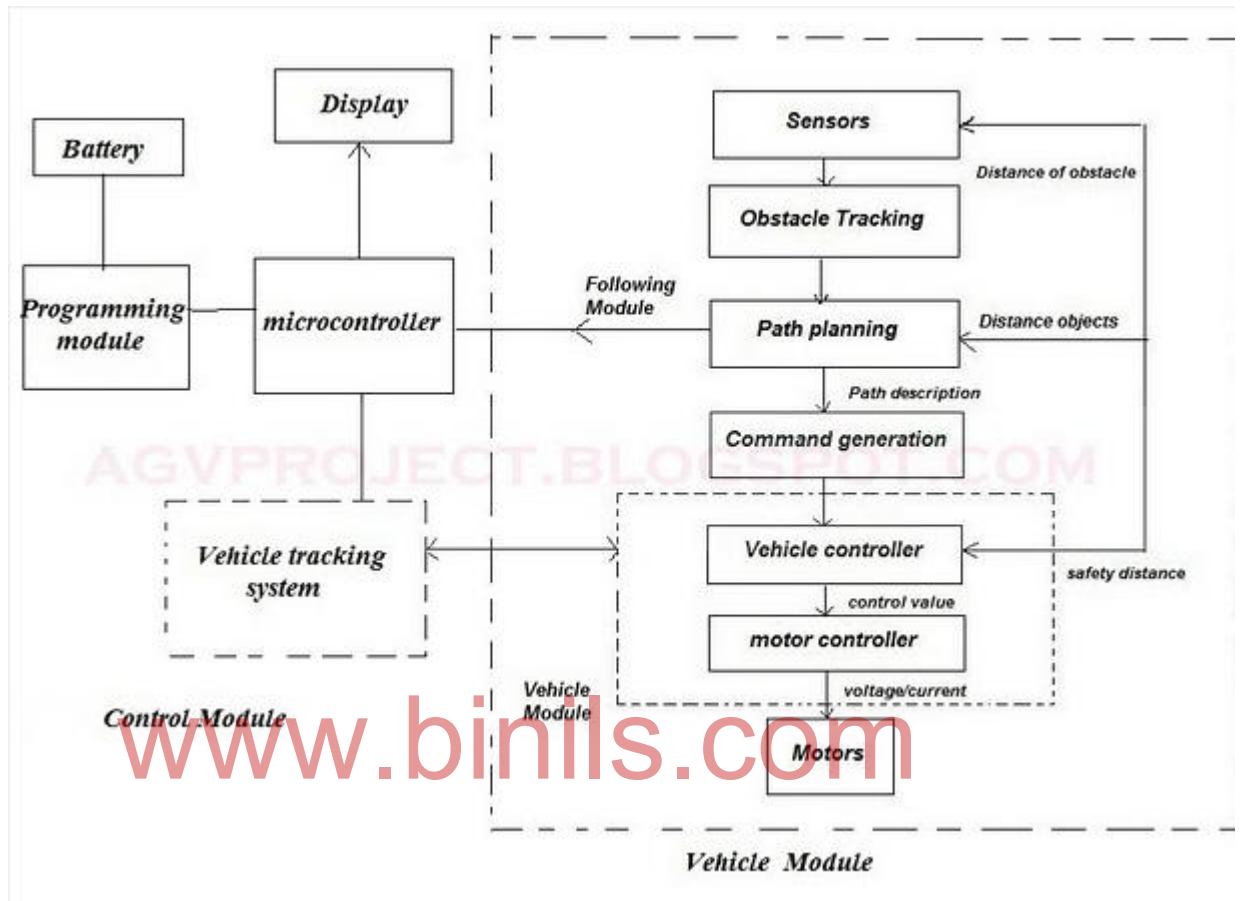 Display
Battery
Programming
module
microcontroller
Vehicle tracking
system
Control Module
Sensors
Distance of obstacle
Obstacle Tracking
Following
Module
Path planning
Distance objects
Path description
Command generation
AGVPROJECT.BLOGSPOT.COM
Vehicle controller
safety distance
control value
motor controller
voltage/current
Vehicle
Module
Motors
www.binils.com
Vehicle Module